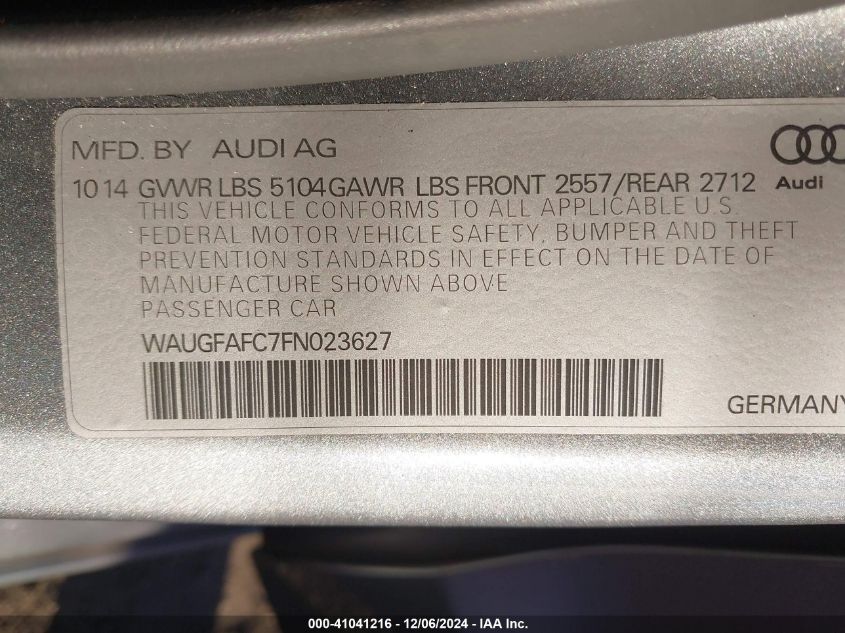 MFD. BY AUDI AG
1014 GVWR LBS 5104 GAWR LBS FRONT 2557/REAR 2712
Audi
THIS VEHICLE CONFORMS TO ALL APPLICABLE U.S.
FEDERAL MOTOR VEHICLE SAFETY, BUMPER AND THEFT
PREVENTION STANDARDS IN EFFECT ON THE DATE OF
MANUFACTURE SHOWN ABOVE
PASSENGER CAR
WAUGFAFC7FN023627
GERMANY
000-41041216 - 12/06/2024 - IAA Inc.